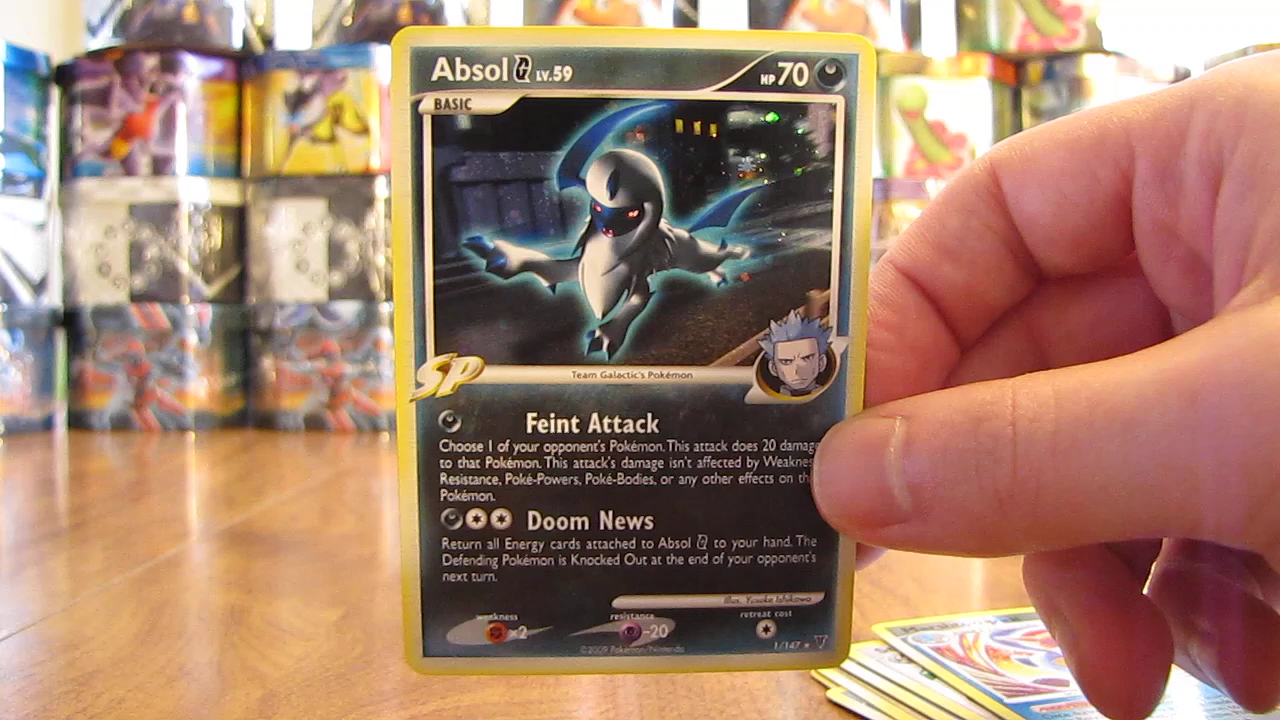 Absol G LV.59 HP 70
BASIC
SP
Team Galactic's Pokémon
Feint Attack
Choose 1 of your opponent's Pokémon. This attack does 20 damage
to that Pokémon. This attack's damage isn't affected by Weakness
Resistance, Poké-Powers, Poké-Bodies, or any other effects on
Pokémon.
Doom News
Return all Energy cards attached to Absol G to your hand. The
Defending Pokémon is Knocked Out at the end of your opponent's
next turn.
Illus. Yusuke Ishikawa
weakness resistance retreat cost
×2 -20
1/147
©2009 Pokémon/Nintendo